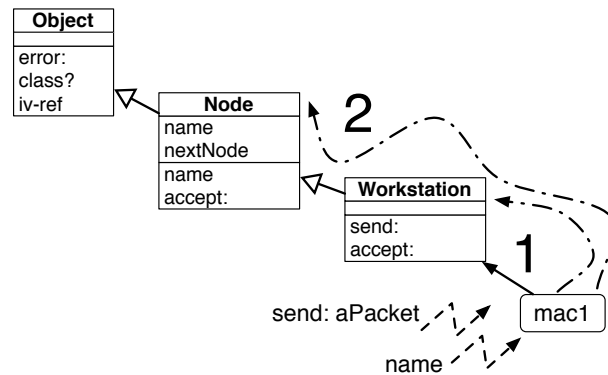 Object
error:
class?
iv-ref
Node
name
nextNode
name
accept:
2
Workstation
send:
accept:
1
mac1
send: aPacket
name